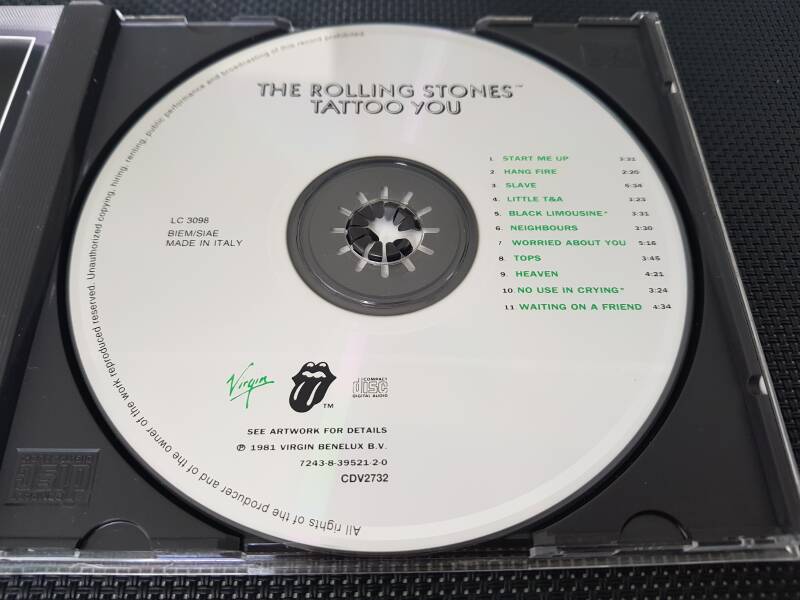 THE ROLLING STONES™
TATTOO YOU
1. START ME UP 3:31
2. HANG FIRE 2:20
3. SLAVE 6:34
4. LITTLE T&A 3:23
5. BLACK LIMOUSINE* 3:31
6. NEIGHBOURS 3:30
7 WORRIED ABOUT YOU 5:16
8. TOPS 3:45
9. HEAVEN 4:21
10. NO USE IN CRYING* 3:24
11 WAITING ON A FRIEND 4:34
LC 3098
BIEM/SIAE
MADE IN ITALY
Virgin
TM
COMPACT
disc
DIGITAL AUDIO
SEE ARTWORK FOR DETAILS
℗ 1981 VIRGIN BENELUX B.V.
7243-8-39521-2-0
CDV2732
All rights of the producer and of the owner of the work reproduced reserved. Unauthorized copying, hiring, renting, public performance and broadcasting of this record prohibited